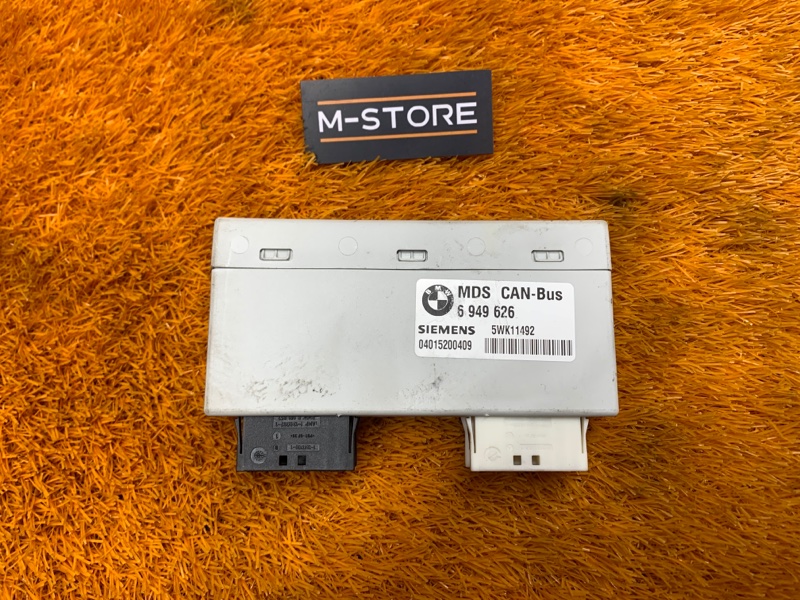 M-STORE
MDS CAN-Bus
6 949 626
SIEMENS 5WK11492
04015200409